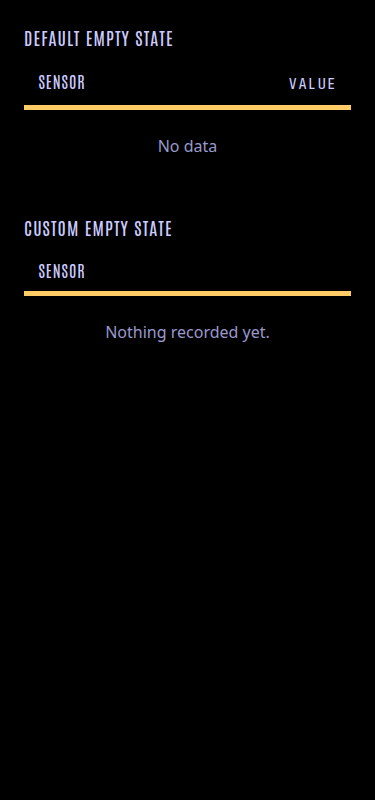 DEFAULT EMPTY STATE
SENSOR VALUE
No data
CUSTOM EMPTY STATE
SENSOR
Nothing recorded yet.